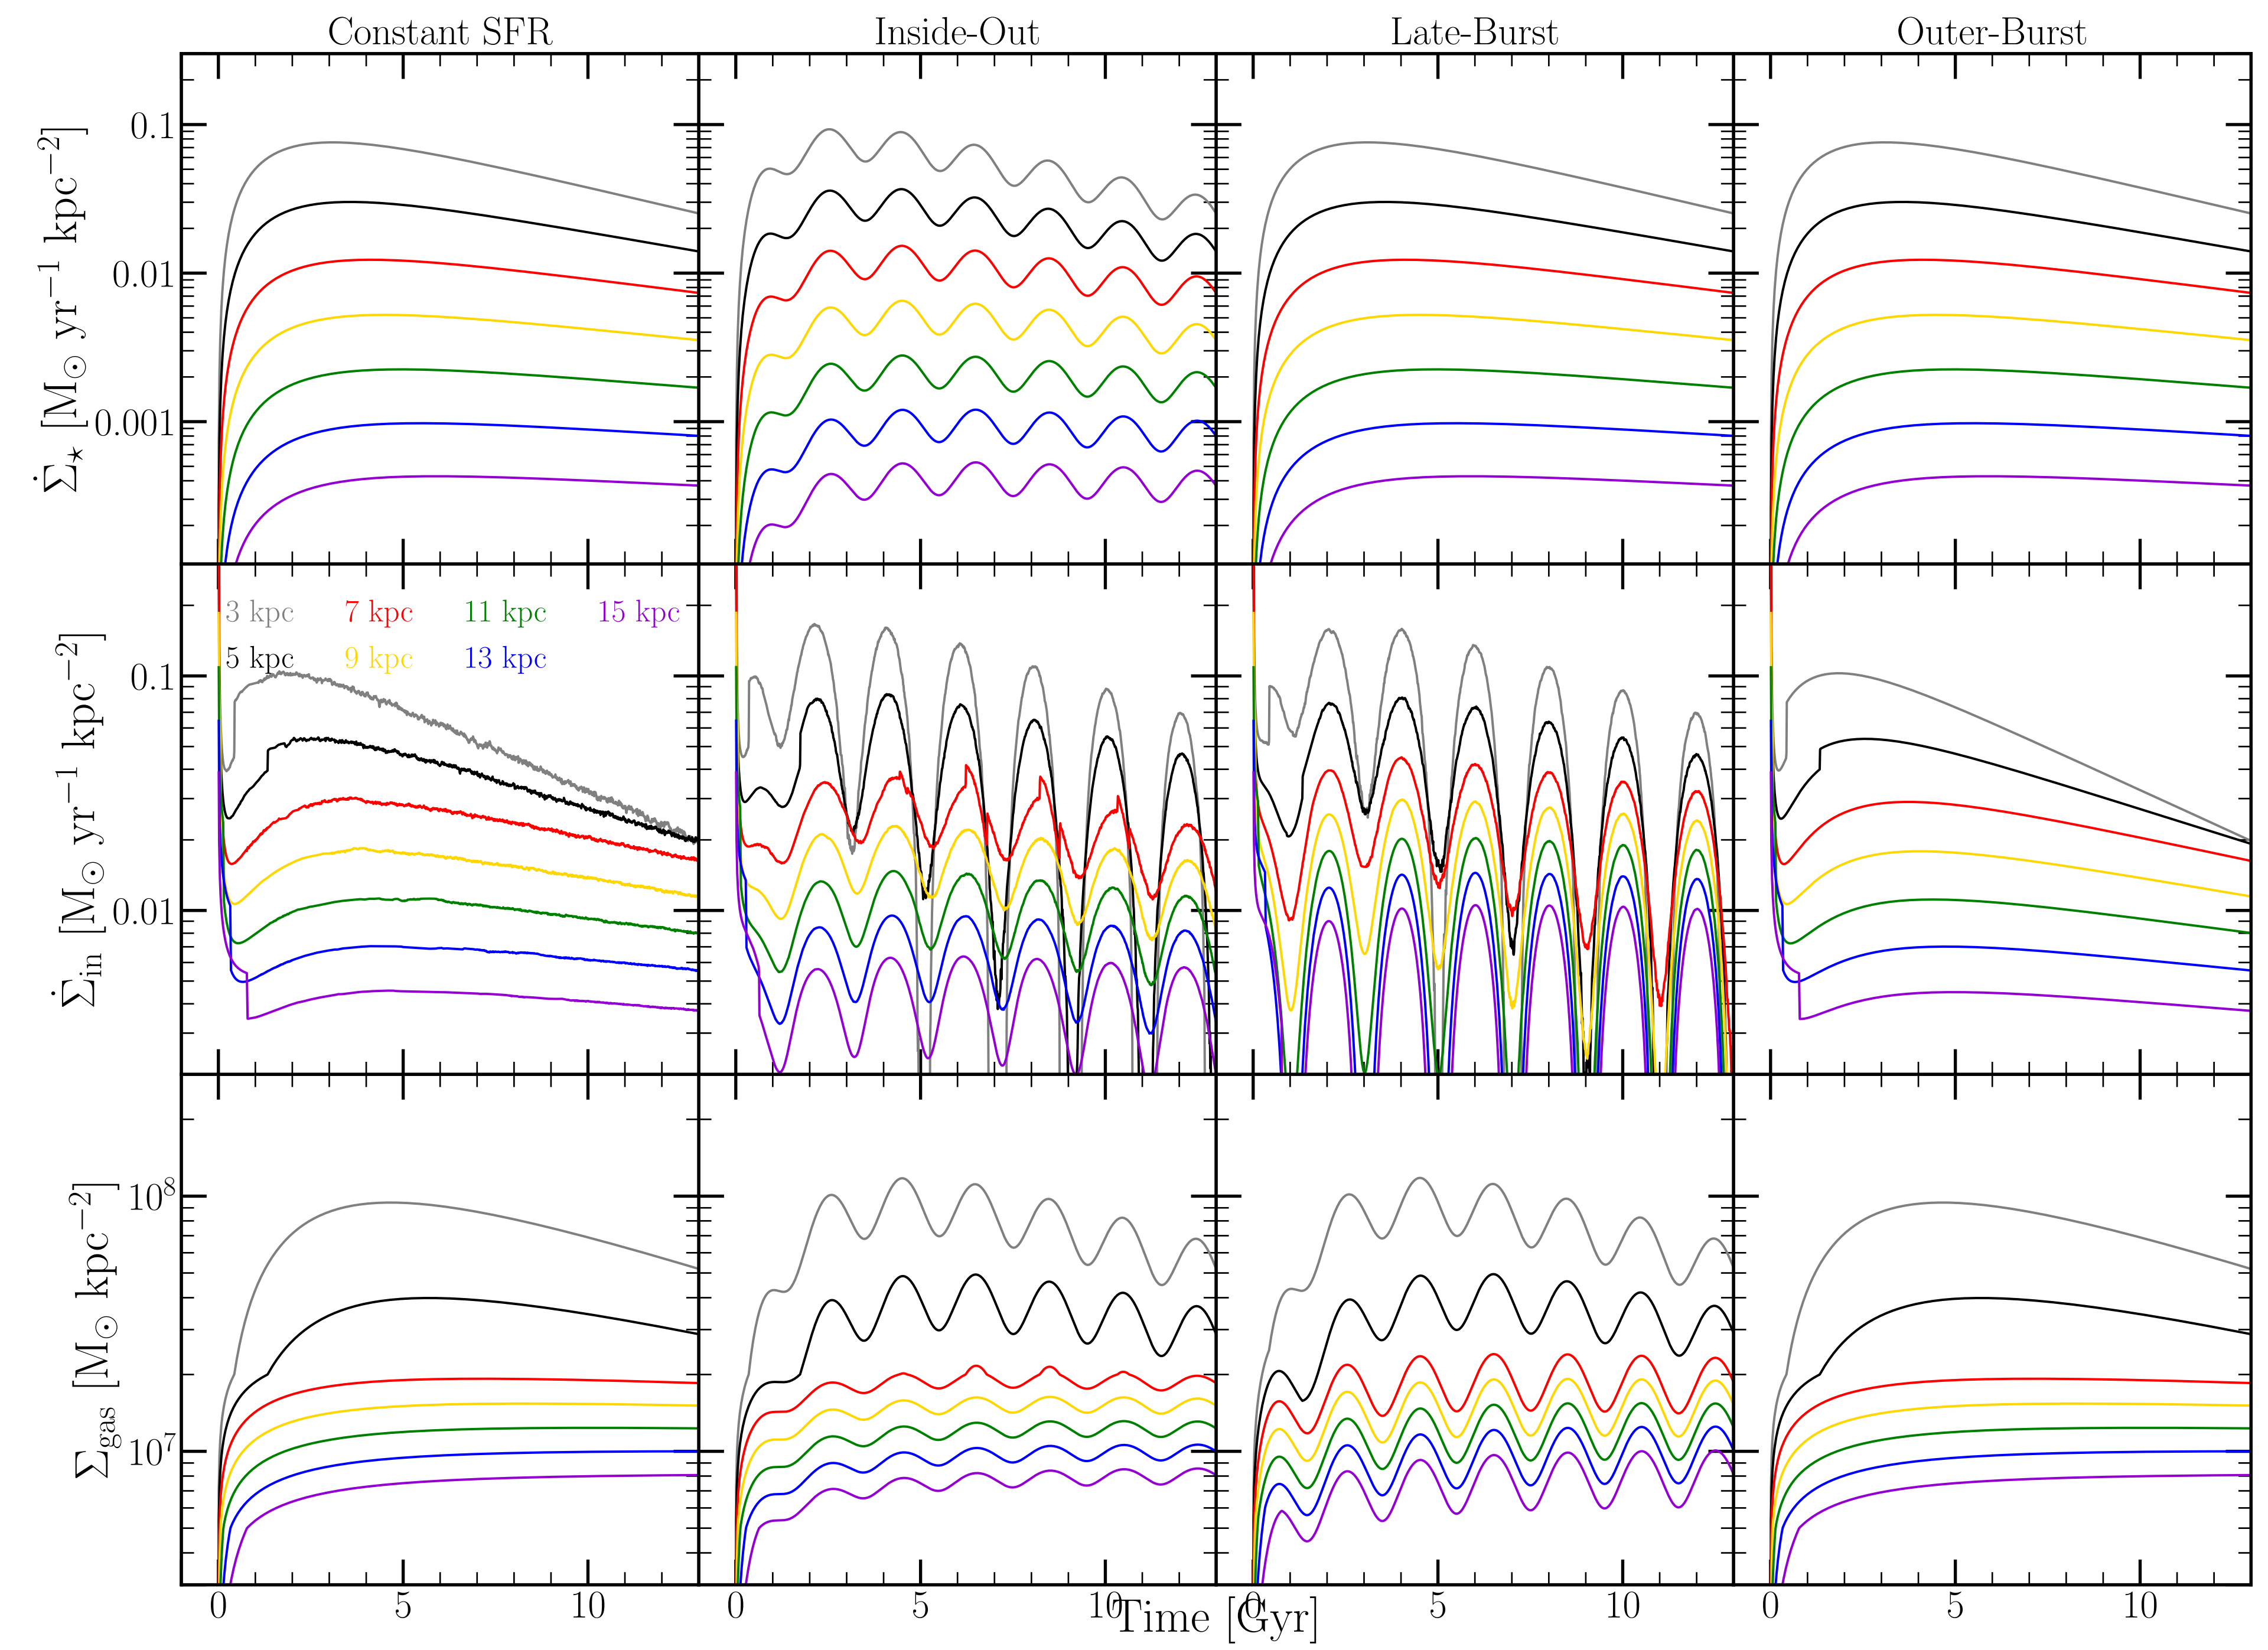 Constant SFR Inside-Out Late-Burst Outer-Burst
Σ̇⋆ [M⊙ yr⁻¹ kpc⁻²]
0.1
0.01
0.001
Σ̇in [M⊙ yr⁻¹ kpc⁻²]
3 kpc 7 kpc 11 kpc 15 kpc
5 kpc 9 kpc 13 kpc
0.1
0.01
Σgas [M⊙ kpc⁻²]
10⁸
10⁷
0 5 10 0 5 10 0 5 10 0 5 10
Time [Gyr]